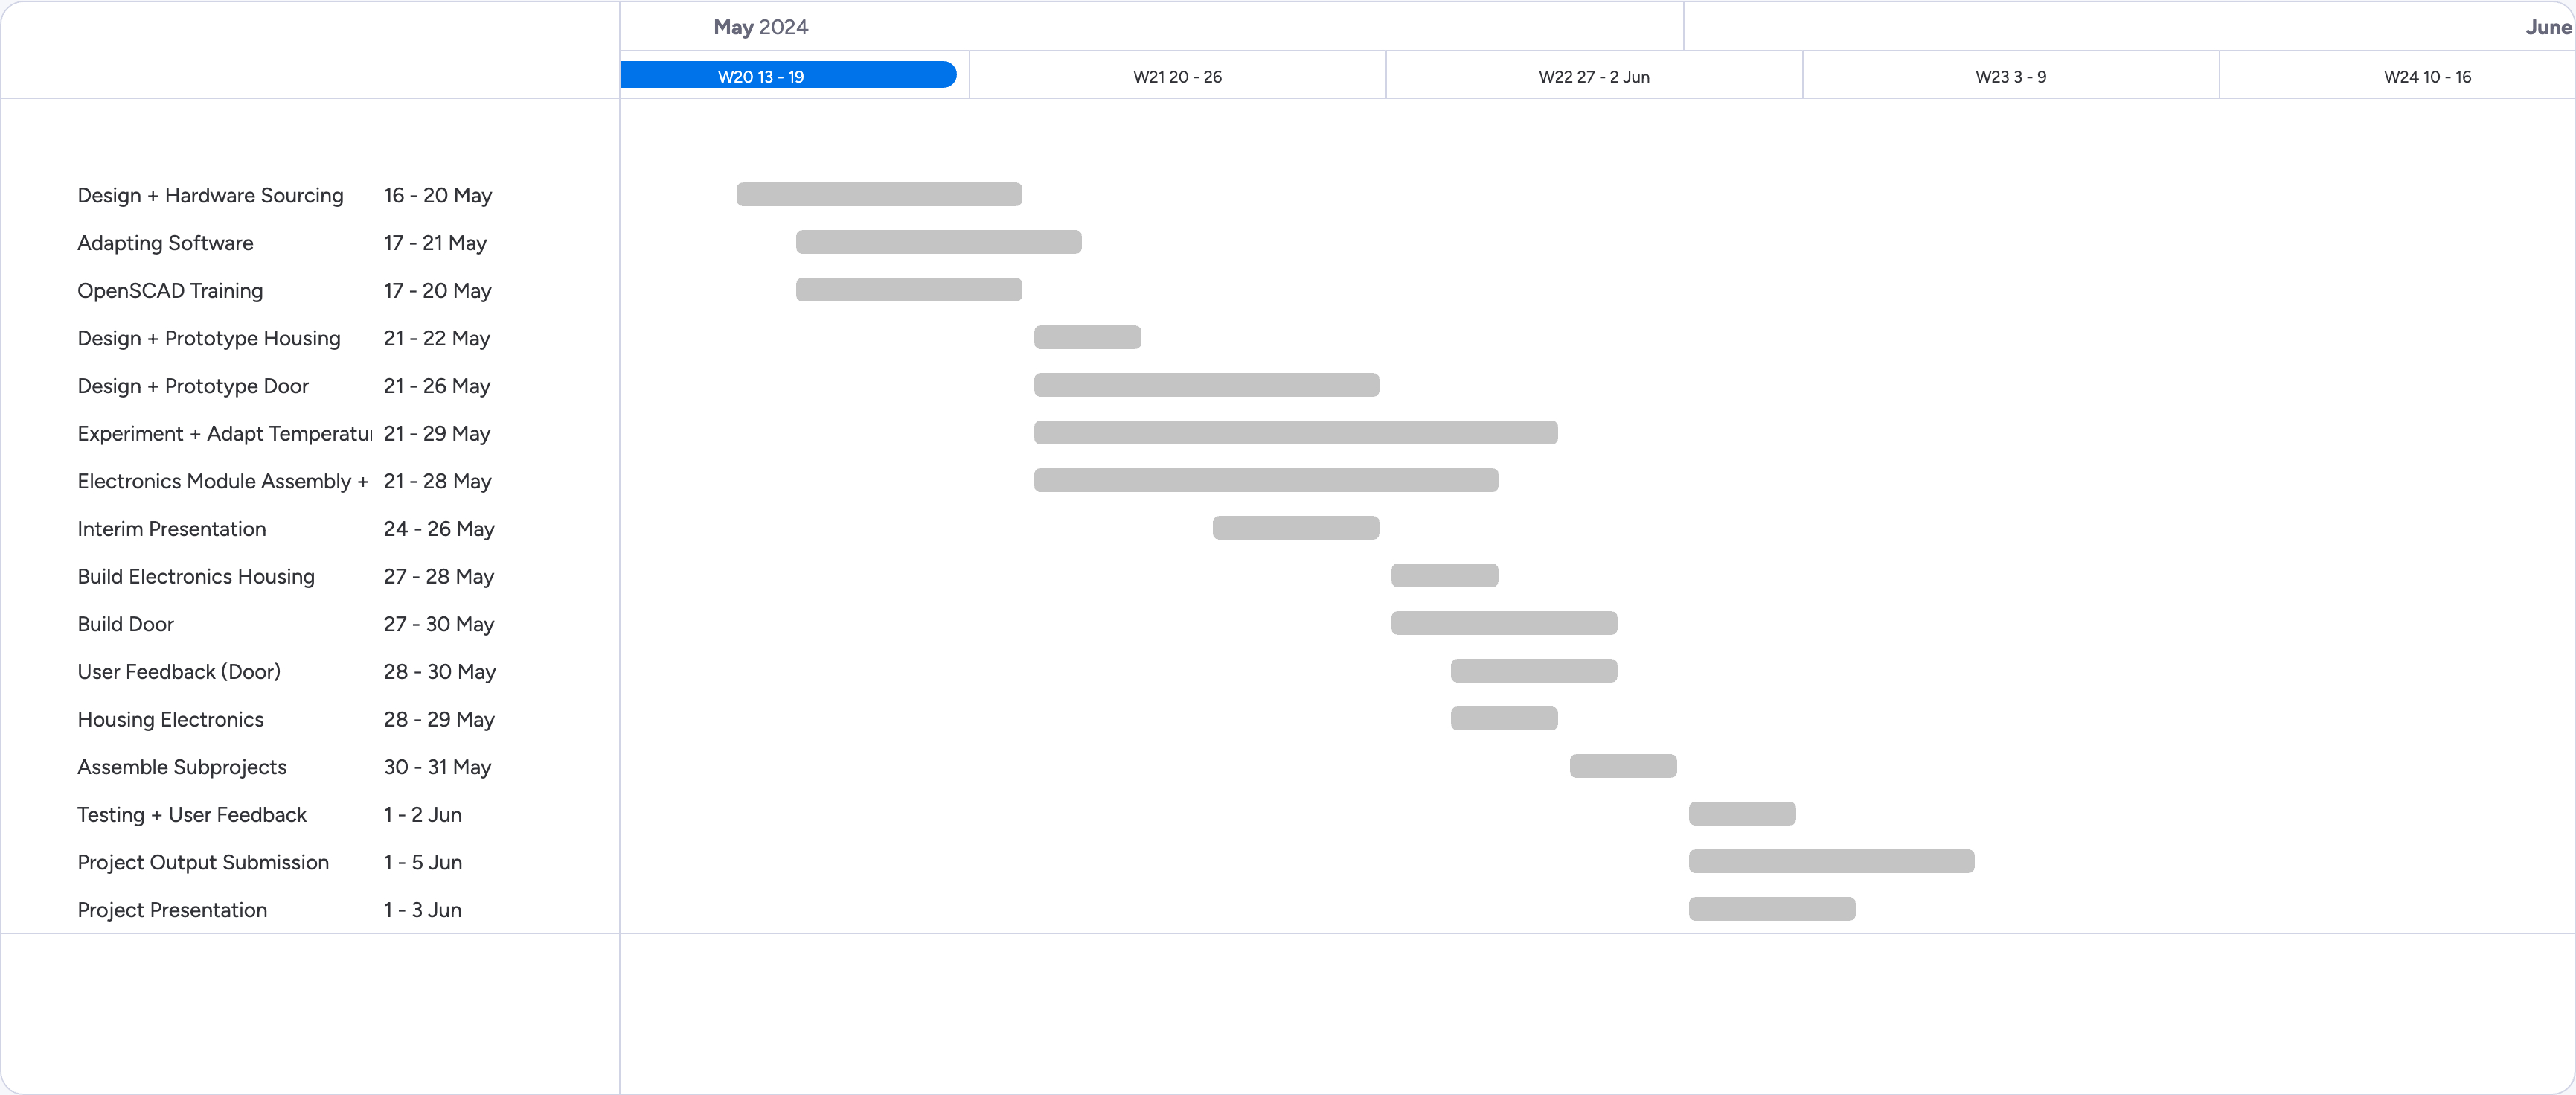 May 2024
June
W20 13 - 19
W21 20 - 26
W22 27 - 2 Jun
W23 3 - 9
W24 10 - 16
Design + Hardware Sourcing 16 - 20 May
Adapting Software 17 - 21 May
OpenSCAD Training 17 - 20 May
Design + Prototype Housing 21 - 22 May
Design + Prototype Door 21 - 26 May
Experiment + Adapt Temperatu 21 - 29 May
Electronics Module Assembly + 21 - 28 May
Interim Presentation 24 - 26 May
Build Electronics Housing 27 - 28 May
Build Door 27 - 30 May
User Feedback (Door) 28 - 30 May
Housing Electronics 28 - 29 May
Assemble Subprojects 30 - 31 May
Testing + User Feedback 1 - 2 Jun
Project Output Submission 1 - 5 Jun
Project Presentation 1 - 3 Jun